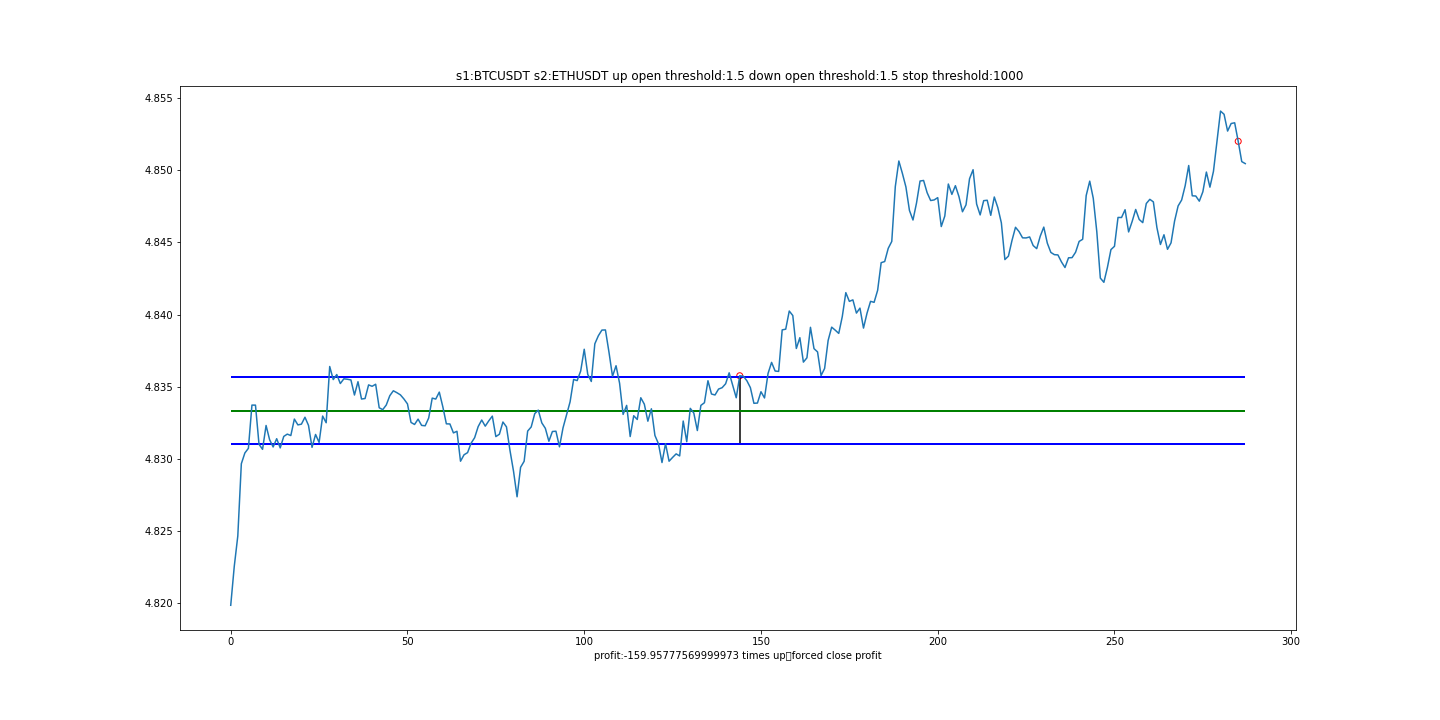 s1:BTCUSDT s2:ETHUSDT up open threshold:1.5 down open threshold:1.5 stop threshold:1000
4.855
4.850
4.845
4.840
4.835
4.830
4.825
4.820
0 50 100 150 200 250 300
profit:-159.95777569999973 times up▯forced close profit